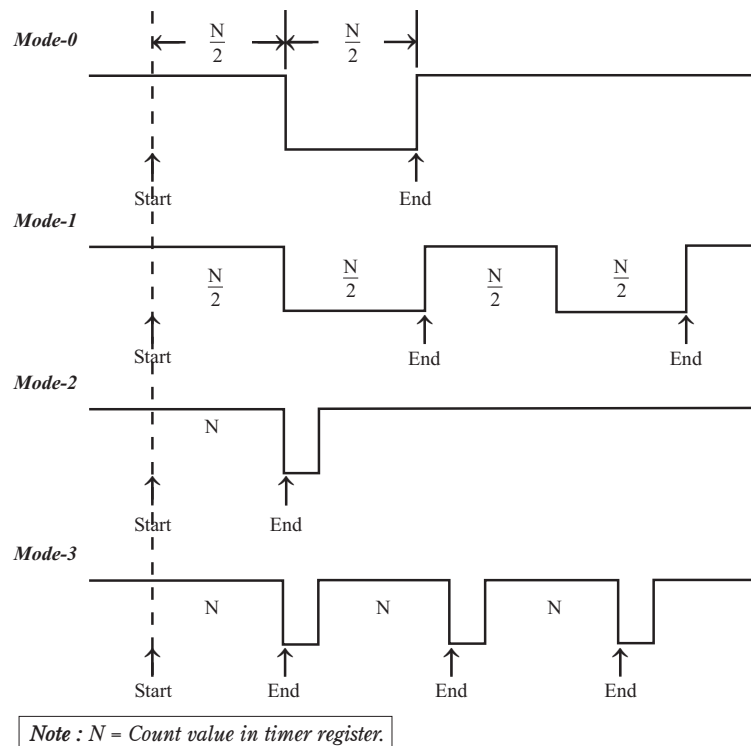 Mode-0
N/2 N/2
Start End
Mode-1
N/2 N/2 N/2 N/2
Start End End
Mode-2
N
Start End
Mode-3
N N N
Start End End End
Note : N = Count value in timer register.